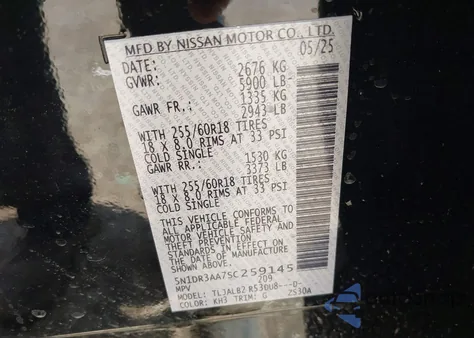 MFD BY NISSAN MOTOR CO., LTD.
DATE: 05/25
GVWR: 2676 KG
5900 LB
GAWR FR.: 1335 KG
2943 LB
WITH 255/60R18 TIRES
18 X 8.0 RIMS AT 33 PSI
COLD SINGLE
GAWR RR.: 1530 KG
3373 LB
WITH 255/60R18 TIRES
18 X 8.0 RIMS AT 33 PSI
COLD SINGLE
THIS VEHICLE CONFORMS TO
ALL APPLICABLE FEDERAL
MOTOR VEHICLE SAFETY AND
THEFT PREVENTION
STANDARDS IN EFFECT ON
THE DATE OF MANUFACTURE
5N1DR3AA7SC259145
MPV 209
MODEL: TLJALB2 R530U8---D-
COLOR: KH3 TRIM: G 2S30A